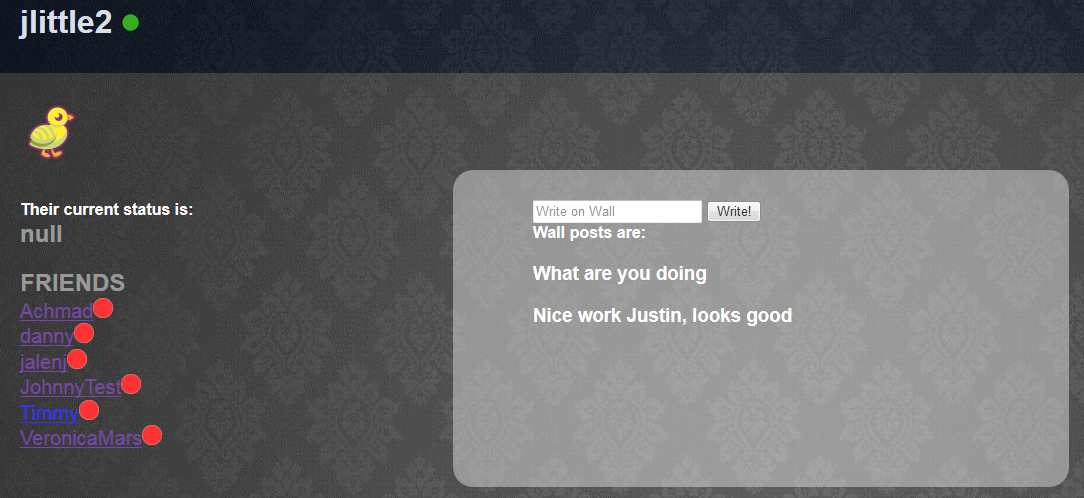 jlittle2
Their current status is:
null
FRIENDS
Achmad
danny
jalenj
JohnnyTest
Timmy
VeronicaMars
Write on Wall
Write!
Wall posts are:
What are you doing
Nice work Justin, looks good